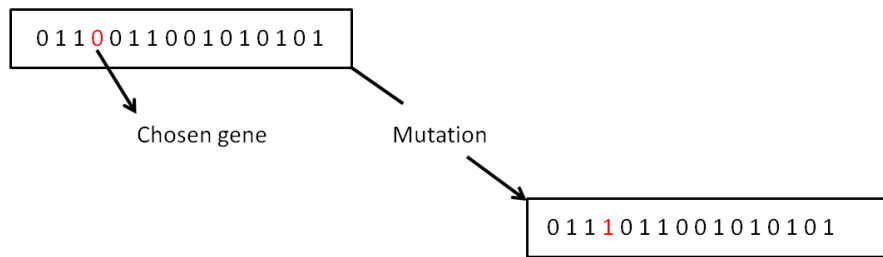 0 1 1 0 0 1 1 0 0 1 0 1 0 1 0 1
Chosen gene
Mutation
0 1 1 1 0 1 1 0 0 1 0 1 0 1 0 1